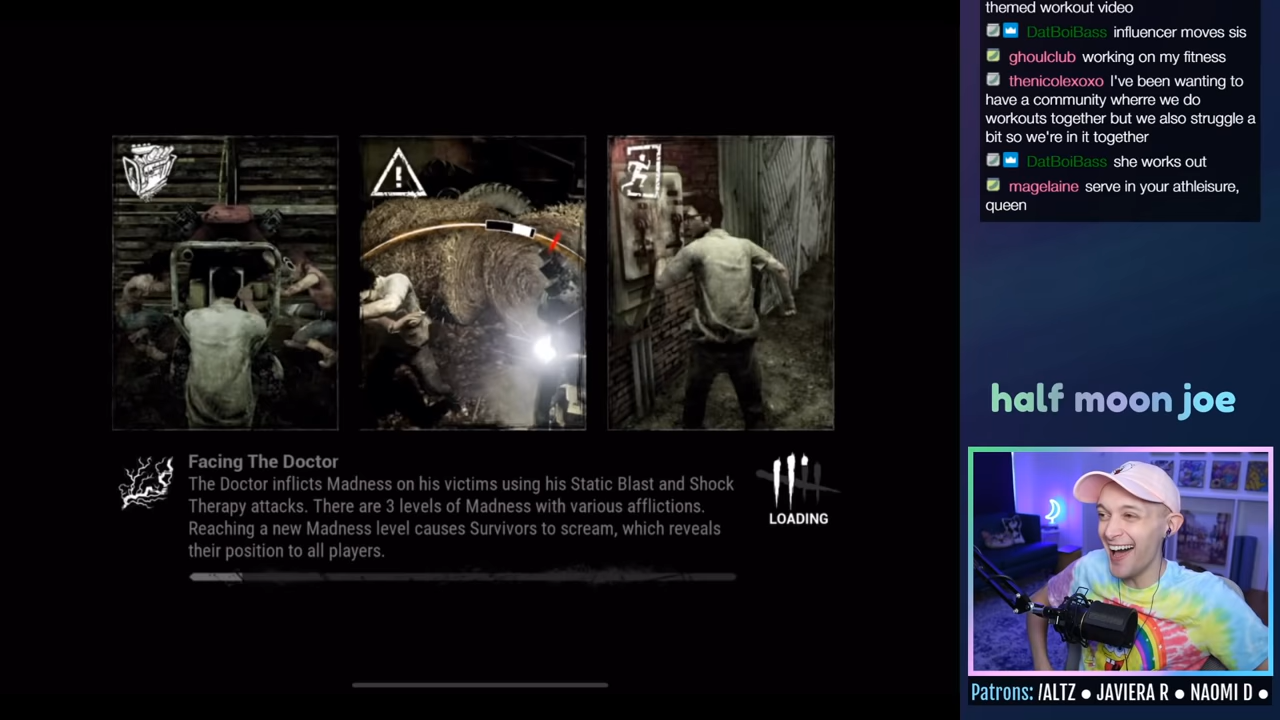 themed workout video
DatBoiBass influencer moves sis
ghoulclub working on my fitness
thenicolexoxo I've been wanting to
have a community wherre we do
workouts together but we also struggle a
bit so we're in it together
DatBoiBass she works out
magelaine serve in your athleisure,
queen
Facing The Doctor
The Doctor inflicts Madness on his victims using his Static Blast and Shock
Therapy attacks. There are 3 levels of Madness with various afflictions.
Reaching a new Madness level causes Survivors to scream, which reveals
their position to all players.
LOADING
half moon joe
Patrons: /ALTZ ● JAVIERA R ● NAOMI D ●